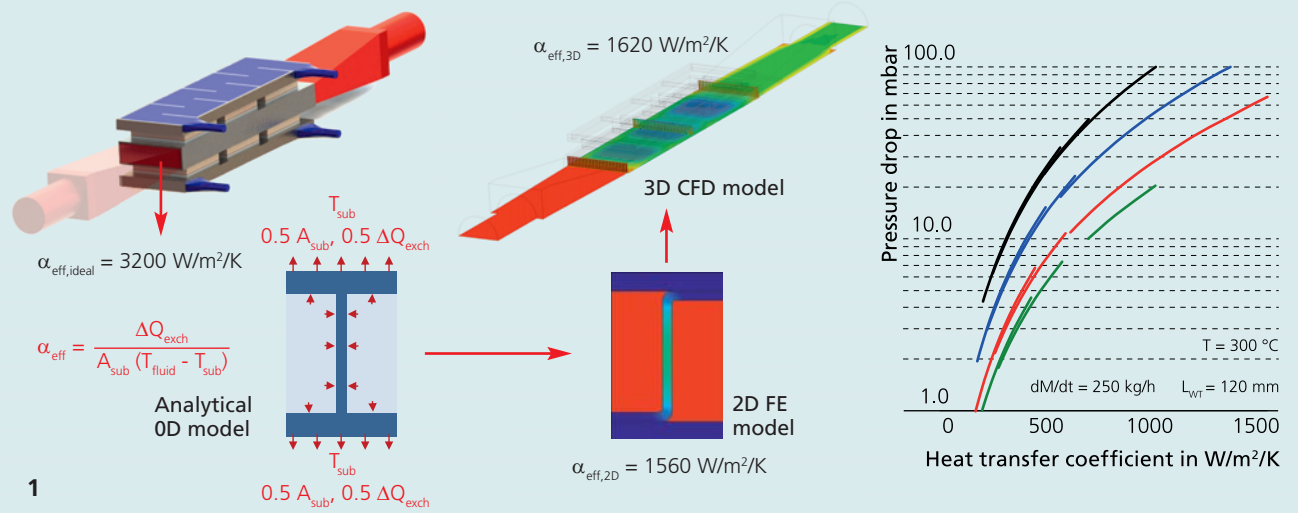 α_eff,ideal = 3200 W/m²/K
α_eff = ΔQ_exch / A_sub (T_fluid - T_sub)
Analytical
0D model
T_sub
0.5 A_sub, 0.5 ΔQ_exch
T_sub
0.5 A_sub, 0.5 ΔQ_exch
1
α_eff,3D = 1620 W/m²/K
3D CFD model
2D FE
model
α_eff,2D = 1560 W/m²/K
Pressure drop in mbar
100.0
10.0
1.0
T = 300 °C
dM/dt = 250 kg/h L_WT = 120 mm
0 500 1000 1500
Heat transfer coefficient in W/m²/K